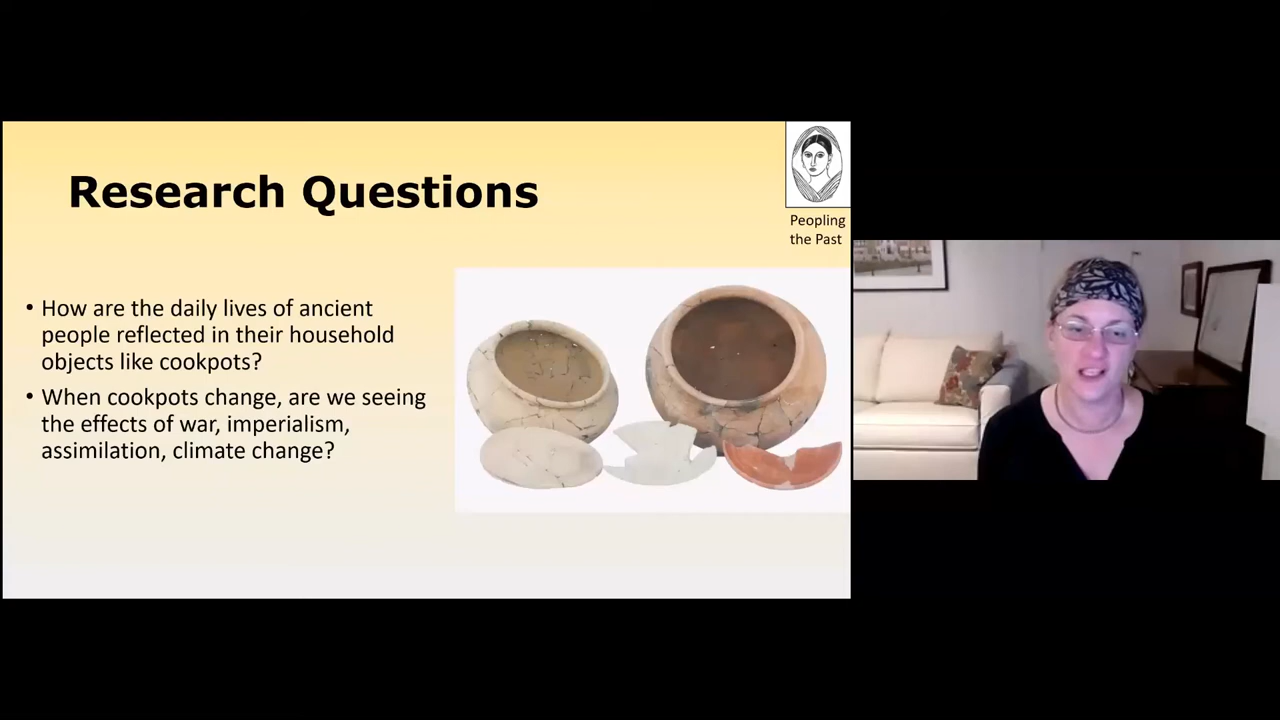 Research Questions
Peopling
the Past
• How are the daily lives of ancient
people reflected in their household
objects like cookpots?
• When cookpots change, are we seeing
the effects of war, imperialism,
assimilation, climate change?